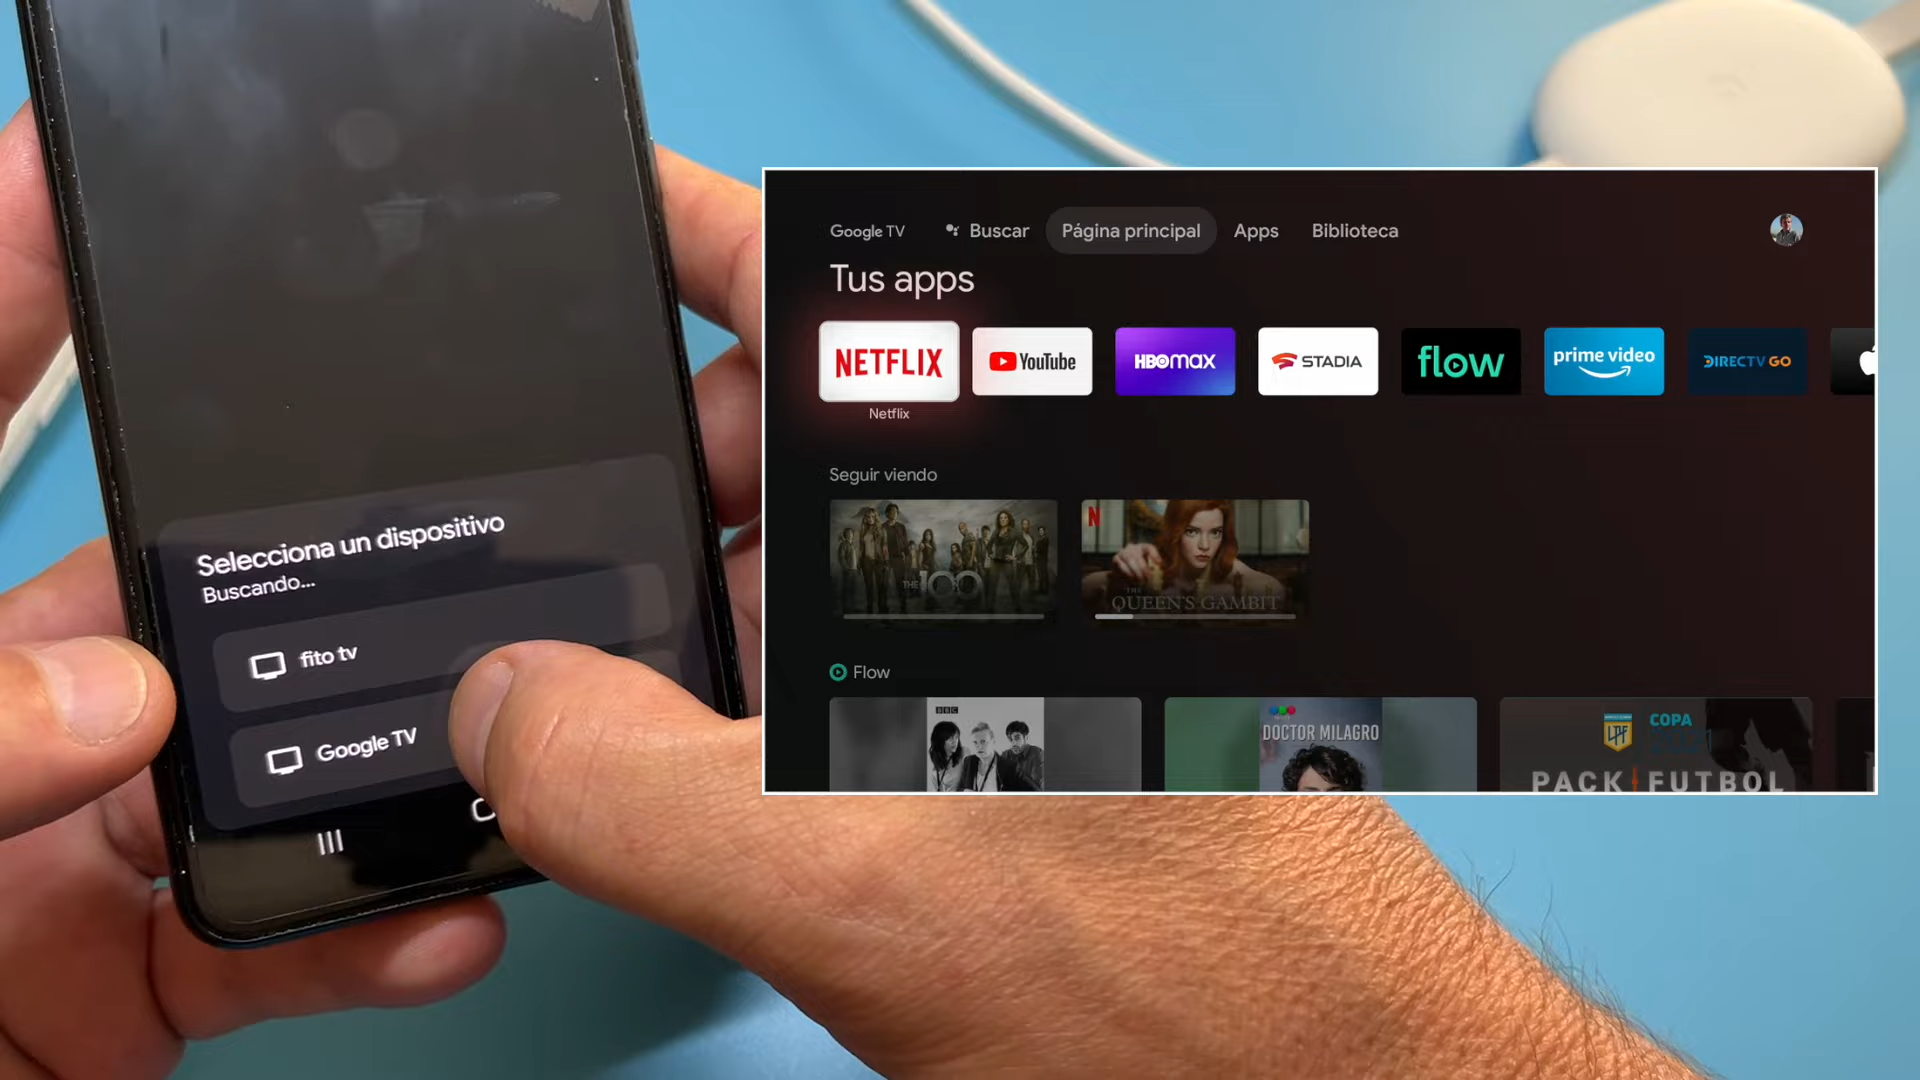 Selecciona un dispositivo
Buscando...
fito tv
Google TV
Google TV Buscar Página principal Apps Biblioteca
Tus apps
NETFLIX YouTube HBOMAX STADIA flow prime video DIRECTV GO
Netflix
Seguir viendo
THE 100
N
THE QUEEN'S GAMBIT
Flow
BBC
DOCTOR MILAGRO
LPF
COPA
PACK FUTBOL